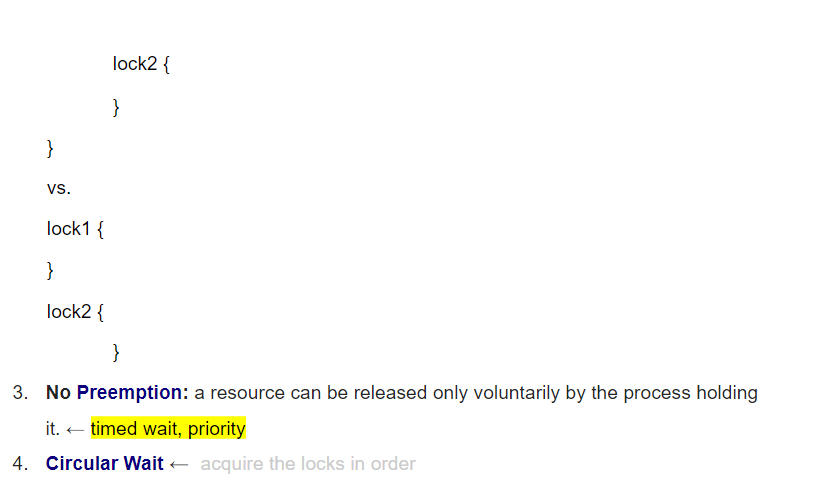 lock2 {
}
}
vs.
lock1 {
}
lock2 {
}
3. No Preemption: a resource can be released only voluntarily by the process holding
it. ← timed wait, priority
4. Circular Wait ← acquire the locks in order